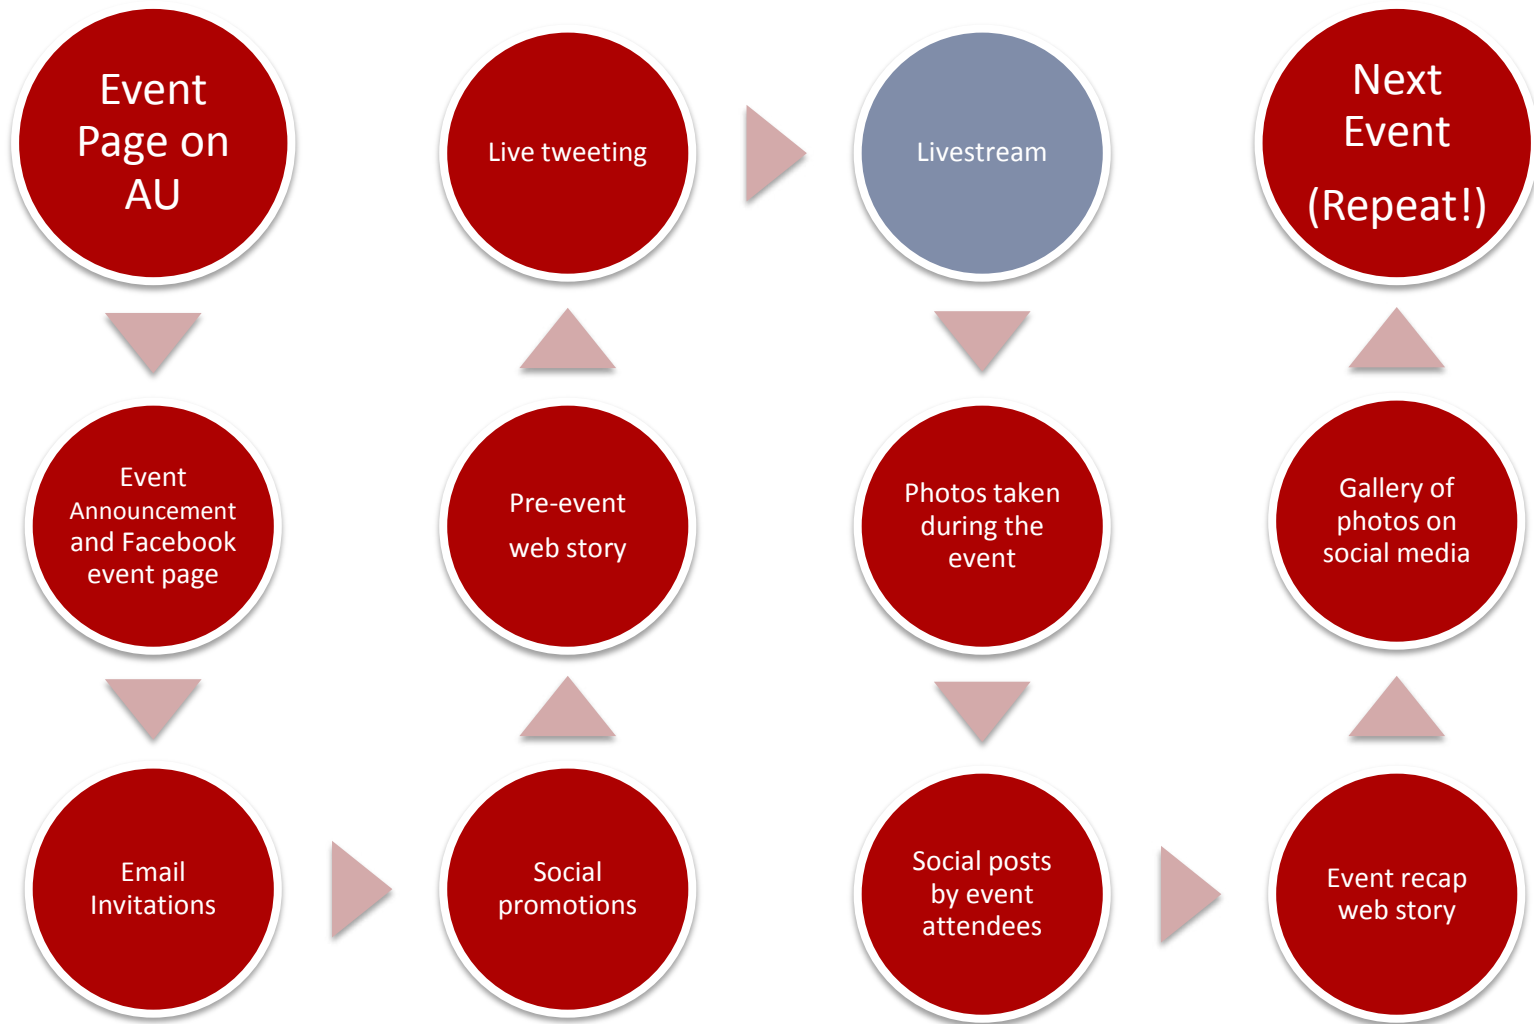 Event
Page on
AU
Event
Announcement
and Facebook
event page
Email
Invitations
Social
promotions
Pre-event
web story
Live tweeting
Livestream
Photos taken
during the
event
Social posts
by event
attendees
Event recap
web story
Gallery of
photos on
social media
Next
Event
(Repeat!)